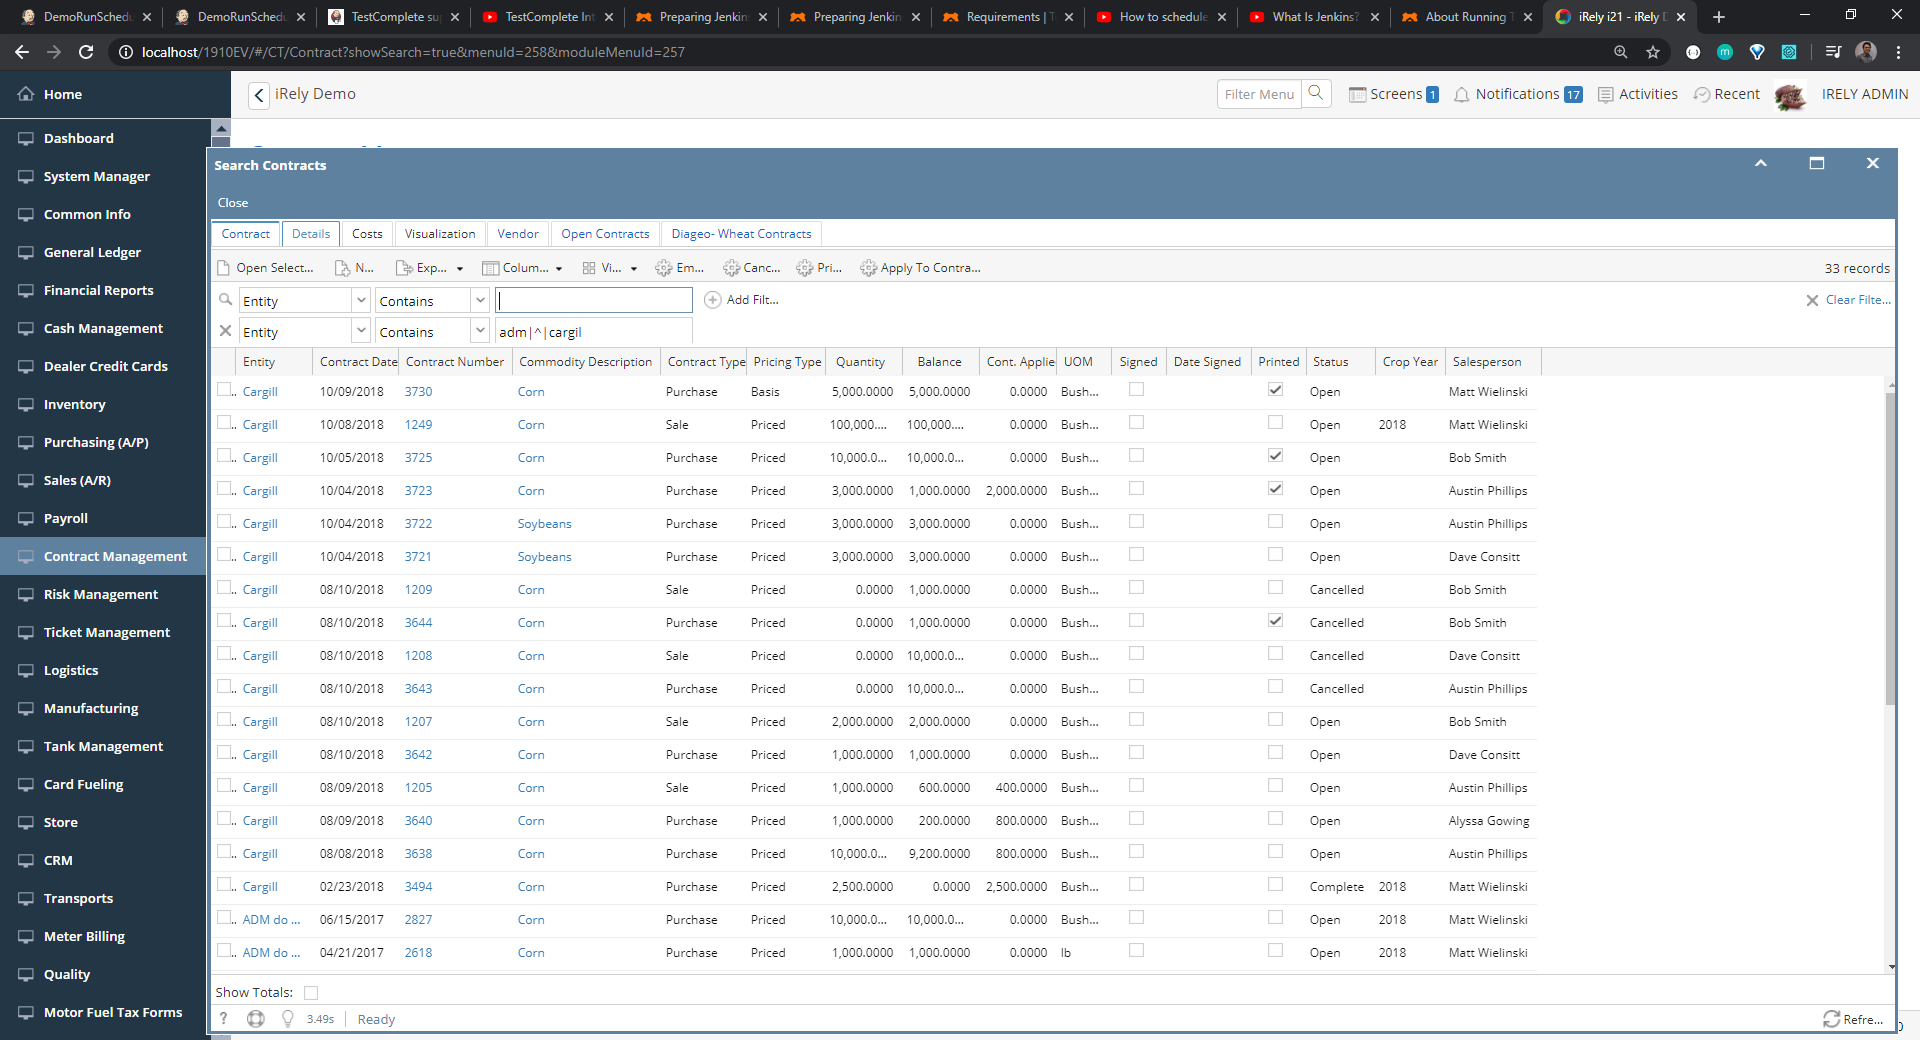 DemoRunSchedu
DemoRunSchedu
TestComplete su
TestComplete Int
Preparing Jenkin
Preparing Jenkin
Requirements | T
How to schedule
What Is Jenkins?
About Running T
iRely i21 - iRely D
localhost/1910EV/#/CT/Contract?showSearch=true&menuId=258&moduleMenuId=257
Home
iRely Demo
Filter Menu
Screens 1
Notifications 17
Activities
Recent
IRELY ADMIN
Dashboard
System Manager
Common Info
General Ledger
Financial Reports
Cash Management
Dealer Credit Cards
Inventory
Purchasing (A/P)
Sales (A/R)
Payroll
Contract Management
Risk Management
Ticket Management
Logistics
Manufacturing
Tank Management
Card Fueling
Store
CRM
Transports
Meter Billing
Quality
Motor Fuel Tax Forms
Search Contracts
Close
Contract Details Costs Visualization Vendor Open Contracts Diageo- Wheat Contracts
Open Select... N... Exp... Colum... Vi... Em... Canc... Pri... Apply To Contra... 33 records
Entity Contains Add Filt... Clear Filte...
Entity Contains adm|^|cargil
Entity Contract Date Contract Number Commodity Description Contract Type Pricing Type Quantity Balance Cont. Applie UOM Signed Date Signed Printed Status Crop Year Salesperson
Cargill 10/09/2018 3730 Corn Purchase Basis 5,000.0000 5,000.0000 0.0000 Bush... Open Matt Wielinski
Cargill 10/08/2018 1249 Corn Sale Priced 100,000.... 100,000.... 0.0000 Bush... Open 2018 Matt Wielinski
Cargill 10/05/2018 3725 Corn Purchase Priced 10,000.0... 10,000.0... 0.0000 Bush... Open Bob Smith
Cargill 10/04/2018 3723 Corn Purchase Priced 3,000.0000 1,000.0000 2,000.0000 Bush... Open Austin Phillips
Cargill 10/04/2018 3722 Soybeans Purchase Priced 3,000.0000 3,000.0000 0.0000 Bush... Open Austin Phillips
Cargill 10/04/2018 3721 Soybeans Purchase Priced 3,000.0000 3,000.0000 0.0000 Bush... Open Dave Consitt
Cargill 08/10/2018 1209 Corn Sale Priced 0.0000 1,000.0000 0.0000 Bush... Cancelled Bob Smith
Cargill 08/10/2018 3644 Corn Purchase Priced 0.0000 1,000.0000 0.0000 Bush... Cancelled Bob Smith
Cargill 08/10/2018 1208 Corn Sale Priced 0.0000 10,000.0... 0.0000 Bush... Cancelled Dave Consitt
Cargill 08/10/2018 3643 Corn Purchase Priced 0.0000 10,000.0... 0.0000 Bush... Cancelled Austin Phillips
Cargill 08/10/2018 1207 Corn Sale Priced 2,000.0000 2,000.0000 0.0000 Bush... Open Bob Smith
Cargill 08/10/2018 3642 Corn Purchase Priced 1,000.0000 1,000.0000 0.0000 Bush... Open Dave Consitt
Cargill 08/09/2018 1205 Corn Sale Priced 1,000.0000 600.0000 400.0000 Bush... Open Austin Phillips
Cargill 08/09/2018 3640 Corn Purchase Priced 1,000.0000 200.0000 800.0000 Bush... Open Alyssa Gowing
Cargill 08/08/2018 3638 Corn Purchase Priced 10,000.0... 9,200.0000 800.0000 Bush... Open Austin Phillips
Cargill 02/23/2018 3494 Corn Purchase Priced 2,500.0000 0.0000 2,500.0000 Bush... Complete 2018 Matt Wielinski
ADM do ... 06/15/2017 2827 Corn Purchase Priced 10,000.0... 10,000.0... 0.0000 Bush... Open 2018 Matt Wielinski
ADM do ... 04/21/2017 2618 Corn Purchase Priced 1,000.0000 1,000.0000 0.0000 lb Open 2018 Matt Wielinski
Show Totals:
? 3.49s Ready Refre...